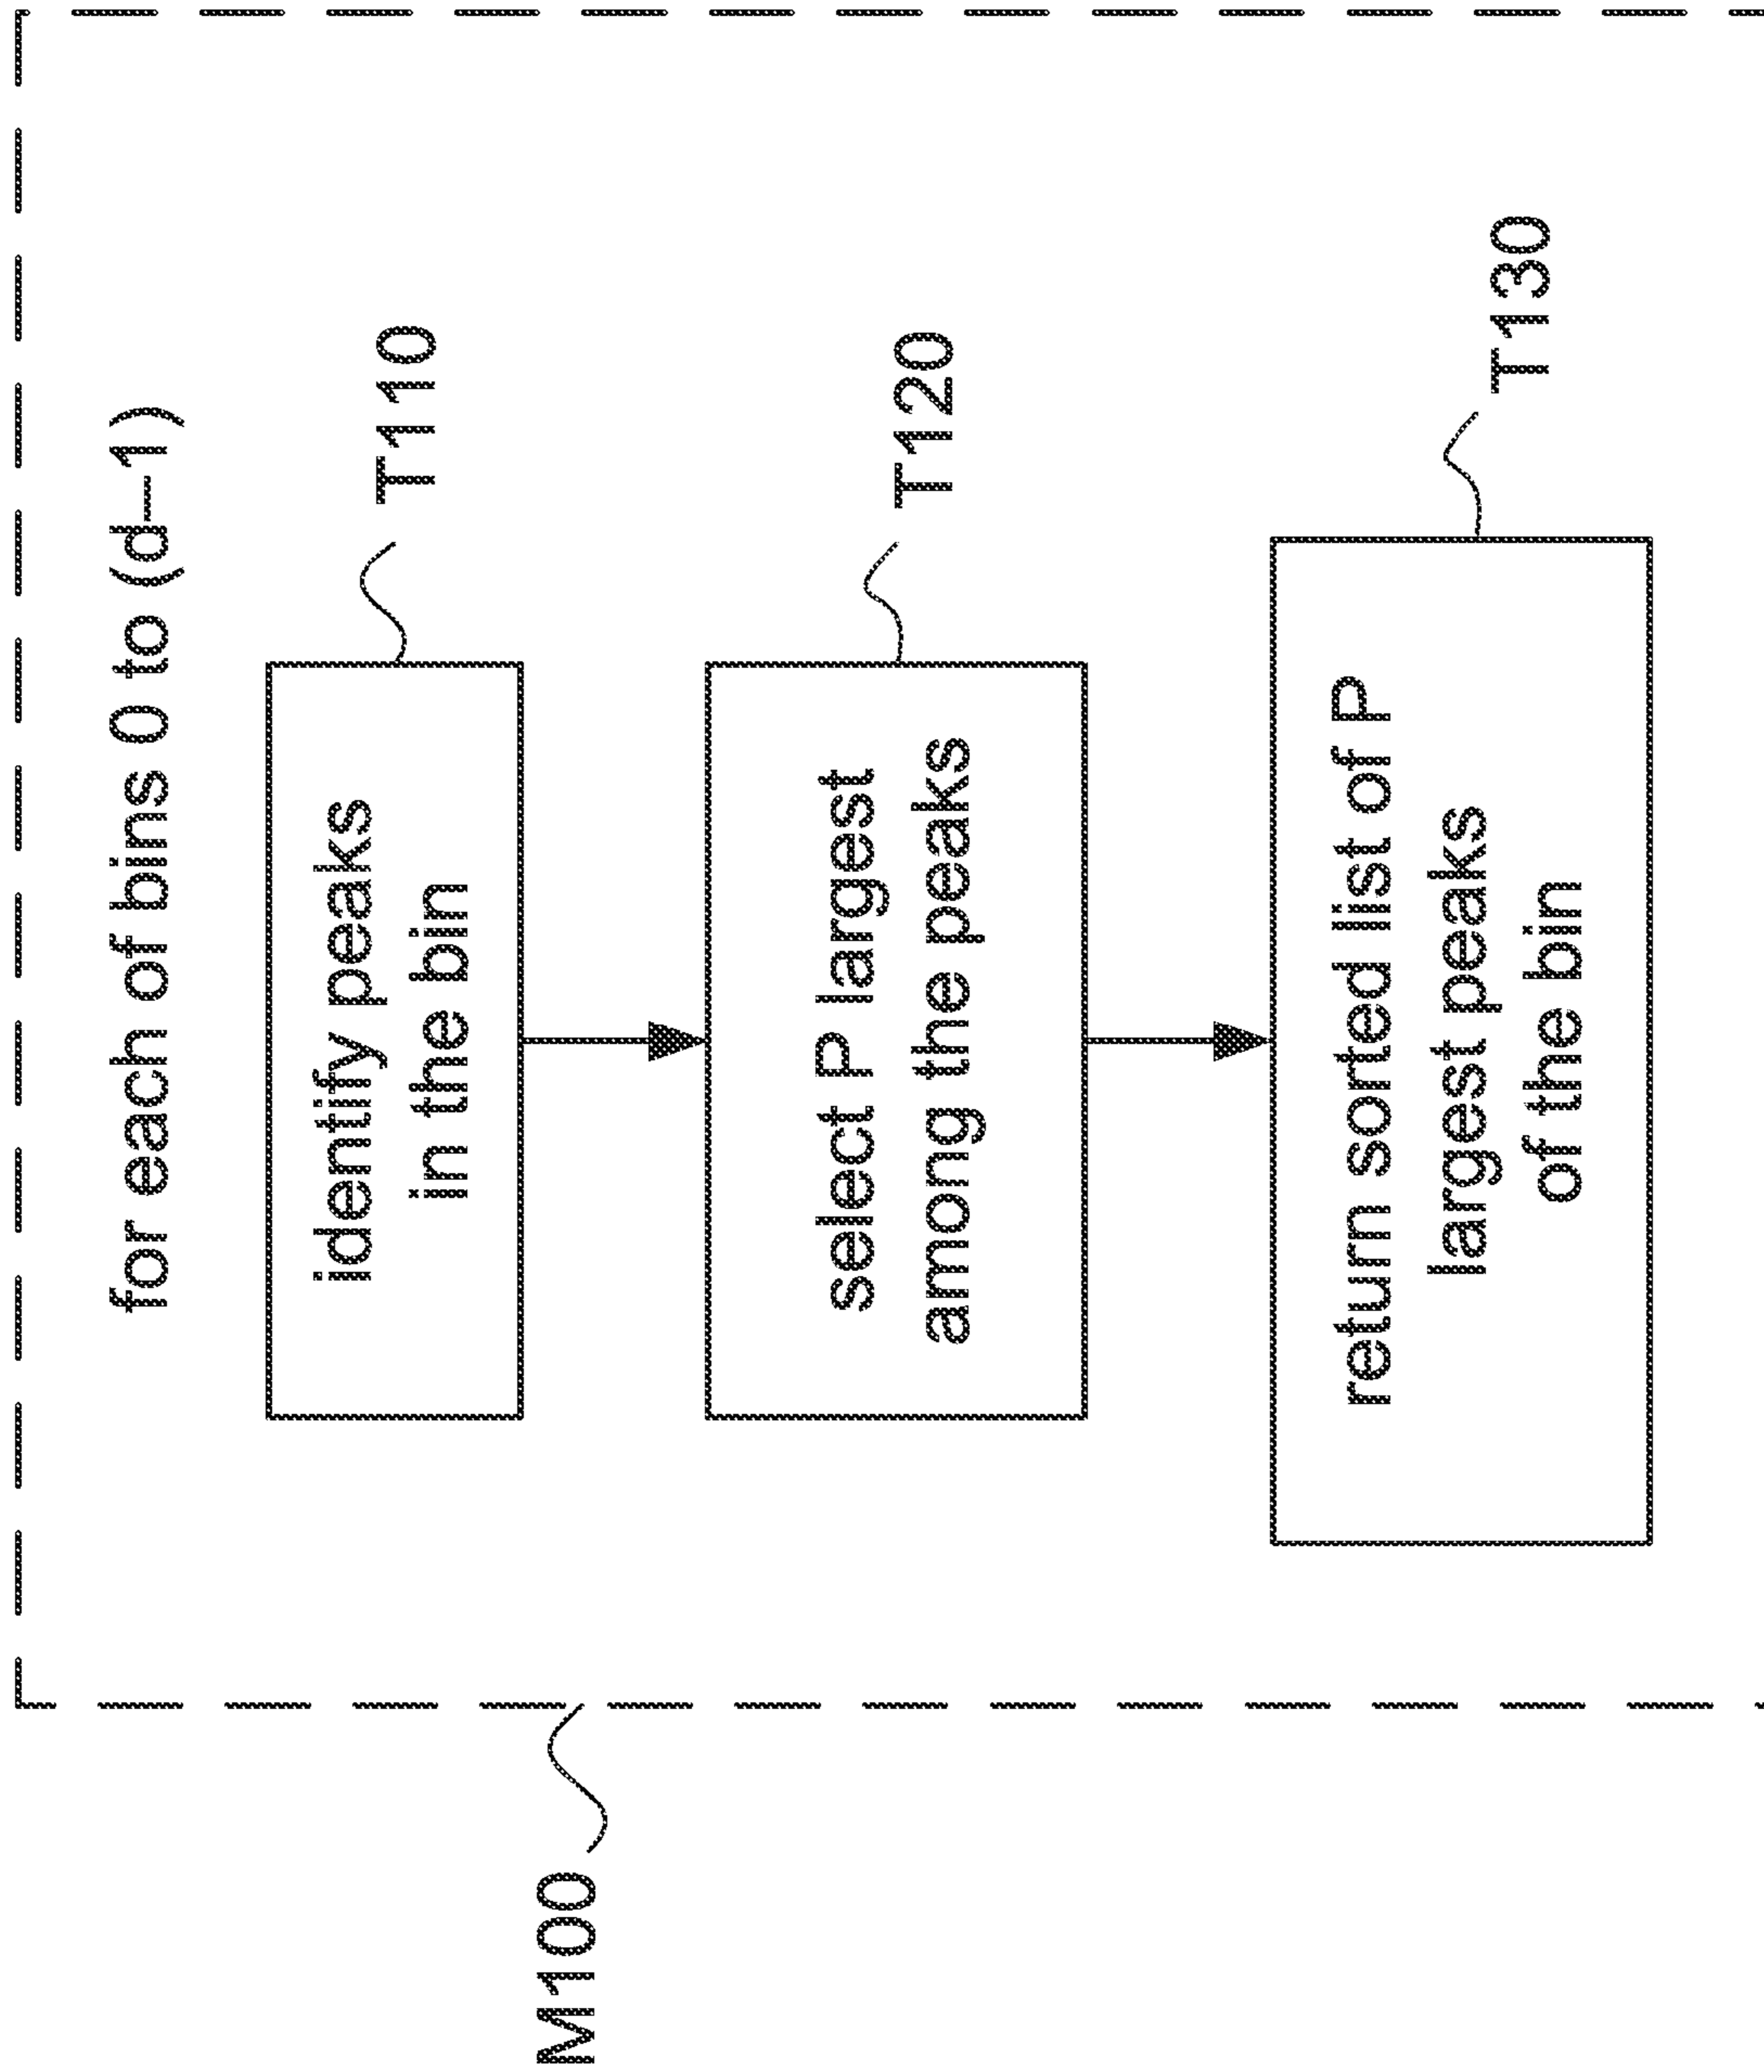 for each of bins 0 to (d–1)
identify peaks
in the bin
T110
M100
select P largest
among the peaks
T120
return sorted list of P
largest peaks
of the bin
T130